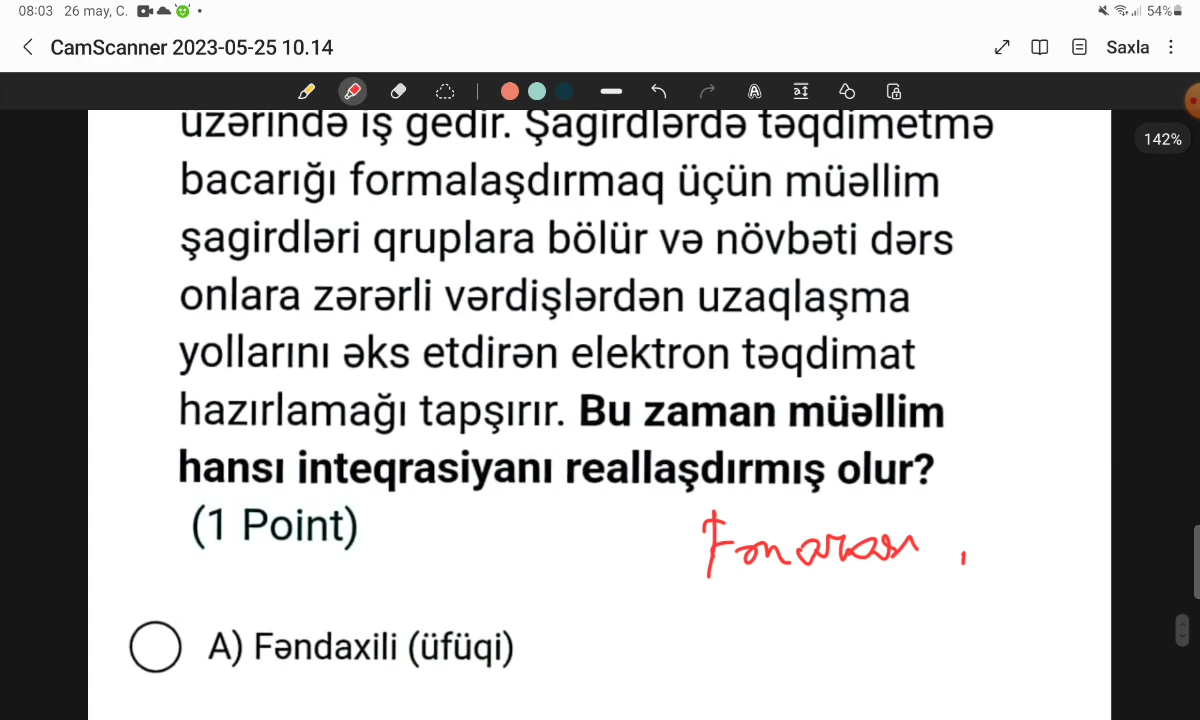 08:03 26 may, C. 54%
CamScanner 2023-05-25 10.14 Saxla
142%
üzərində iş gedir. Şagirdlərdə təqdimetmə
bacarığı formalaşdırmaq üçün müəllim
şagirdləri qruplara bölür və növbəti dərs
onlara zərərli vərdişlərdən uzaqlaşma
yollarını əks etdirən elektron təqdimat
hazırlamağı tapşırır. Bu zaman müəllim
hansı inteqrasiyanı reallaşdırmış olur?
(1 Point)
Fənarası
A) Fəndaxili (üfüqi)